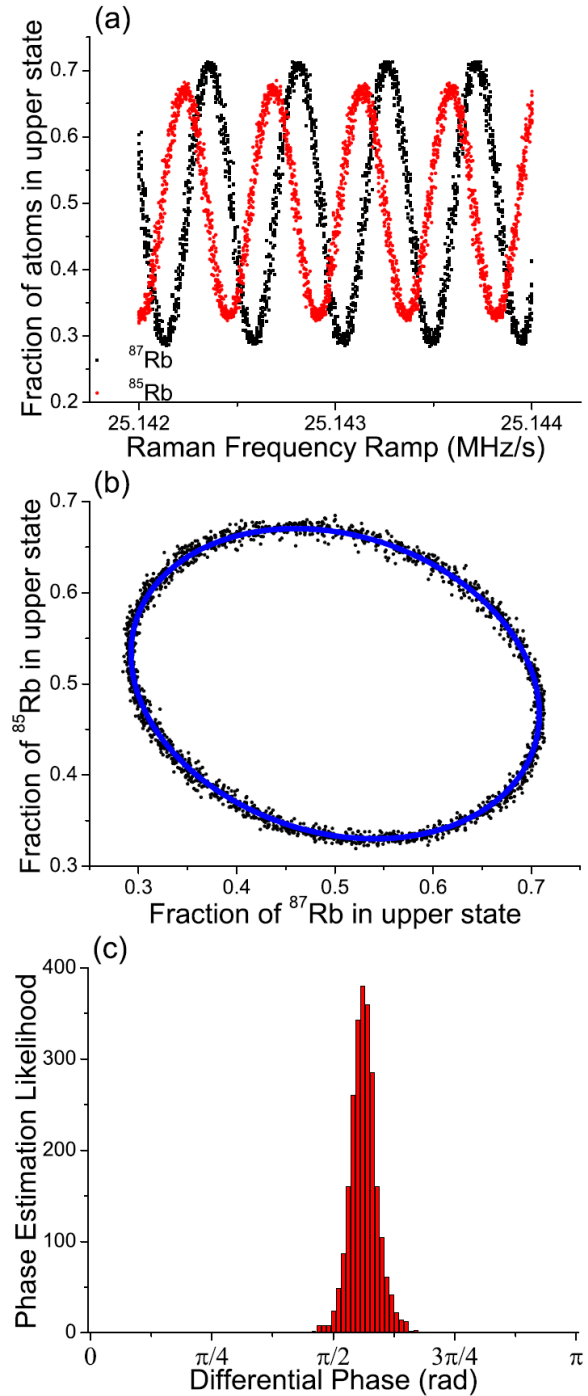 (a)
Fraction of atoms in upper state
0.7
0.6
0.5
0.4
0.3
0.2
⁸⁷Rb
⁸⁵Rb
25.142 25.143 25.144
Raman Frequency Ramp (MHz/s)
(b)
Fraction of ⁸⁵Rb in upper state
0.7
0.6
0.5
0.4
0.3
0.3 0.4 0.5 0.6 0.7
Fraction of ⁸⁷Rb in upper state
(c)
Phase Estimation Likelihood
400
300
200
100
0
0 π/4 π/2 3π/4 π
Differential Phase (rad)